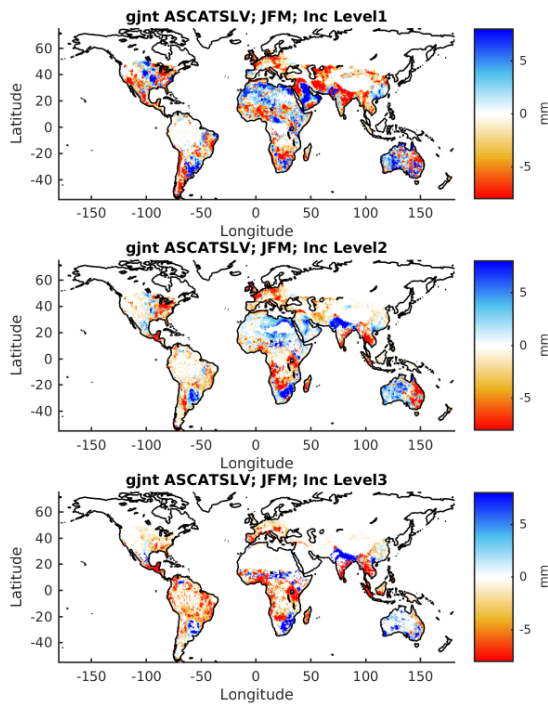 gjnt ASCATSLV; JFM; Inc Level1
60
40
20
0
-20
-40
Latitude
-150 -100 -50 0 50 100 150
Longitude
5
0
-5
mm
gjnt ASCATSLV; JFM; Inc Level2
60
40
20
0
-20
-40
Latitude
-150 -100 -50 0 50 100 150
Longitude
5
0
-5
mm
gjnt ASCATSLV; JFM; Inc Level3
60
40
20
0
-20
-40
Latitude
-150 -100 -50 0 50 100 150
Longitude
5
0
-5
mm